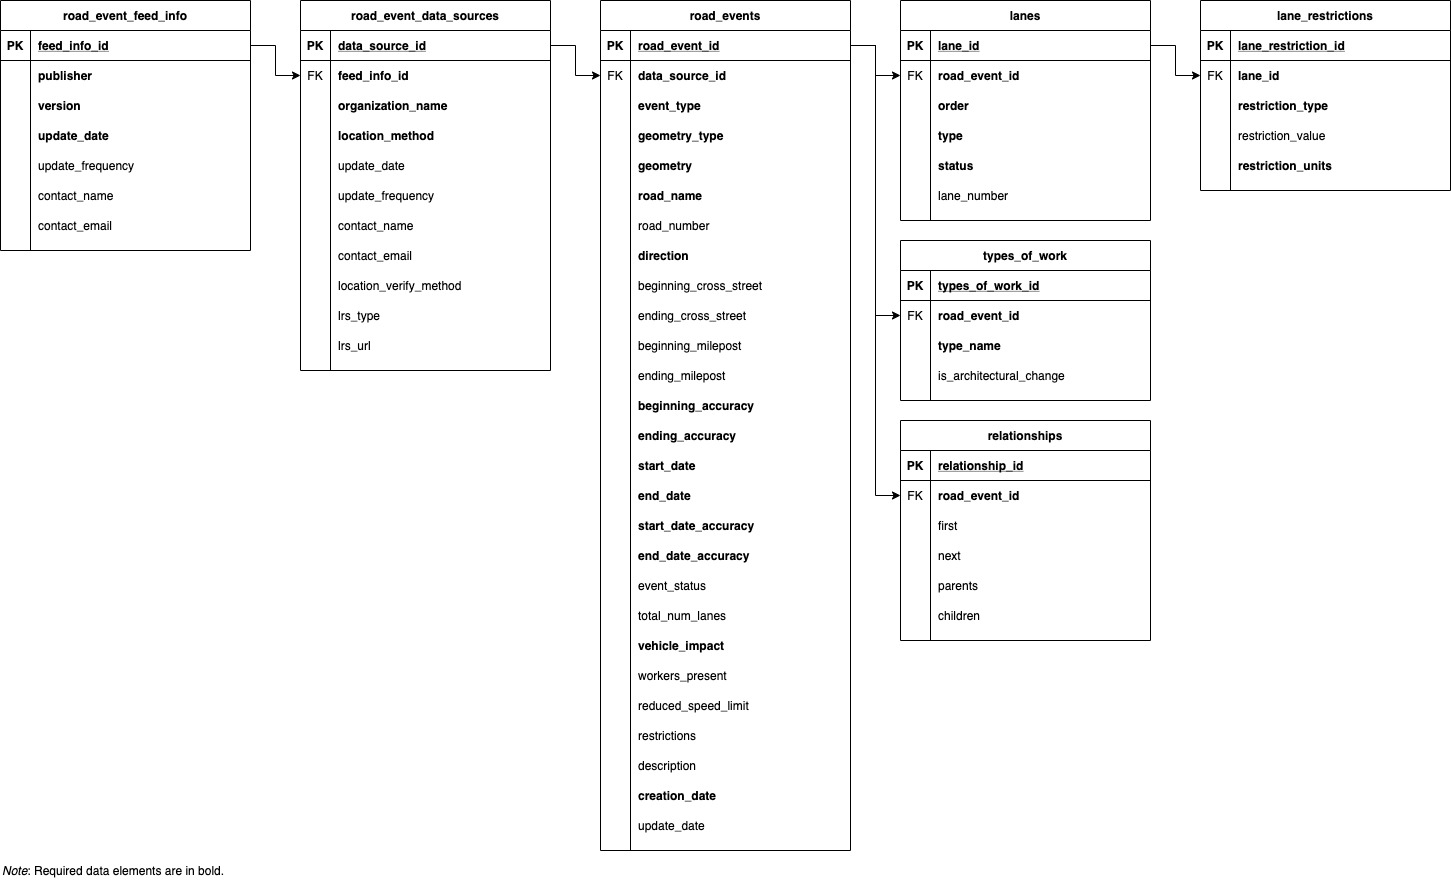 road_event_feed_info
PK feed_info_id
publisher
version
update_date
update_frequency
contact_name
contact_email
road_event_data_sources
PK data_source_id
FK feed_info_id
organization_name
location_method
update_date
update_frequency
contact_name
contact_email
location_verify_method
lrs_type
lrs_url
road_events
PK road_event_id
FK data_source_id
event_type
geometry_type
geometry
road_name
road_number
direction
beginning_cross_street
ending_cross_street
beginning_milepost
ending_milepost
beginning_accuracy
ending_accuracy
start_date
end_date
start_date_accuracy
end_date_accuracy
event_status
total_num_lanes
vehicle_impact
workers_present
reduced_speed_limit
restrictions
description
creation_date
update_date
lanes
PK lane_id
FK road_event_id
order
type
status
lane_number
types_of_work
PK types_of_work_id
FK road_event_id
type_name
is_architectural_change
relationships
PK relationship_id
FK road_event_id
first
next
parents
children
lane_restrictions
PK lane_restriction_id
FK lane_id
restriction_type
restriction_value
restriction_units
Note: Required data elements are in bold.